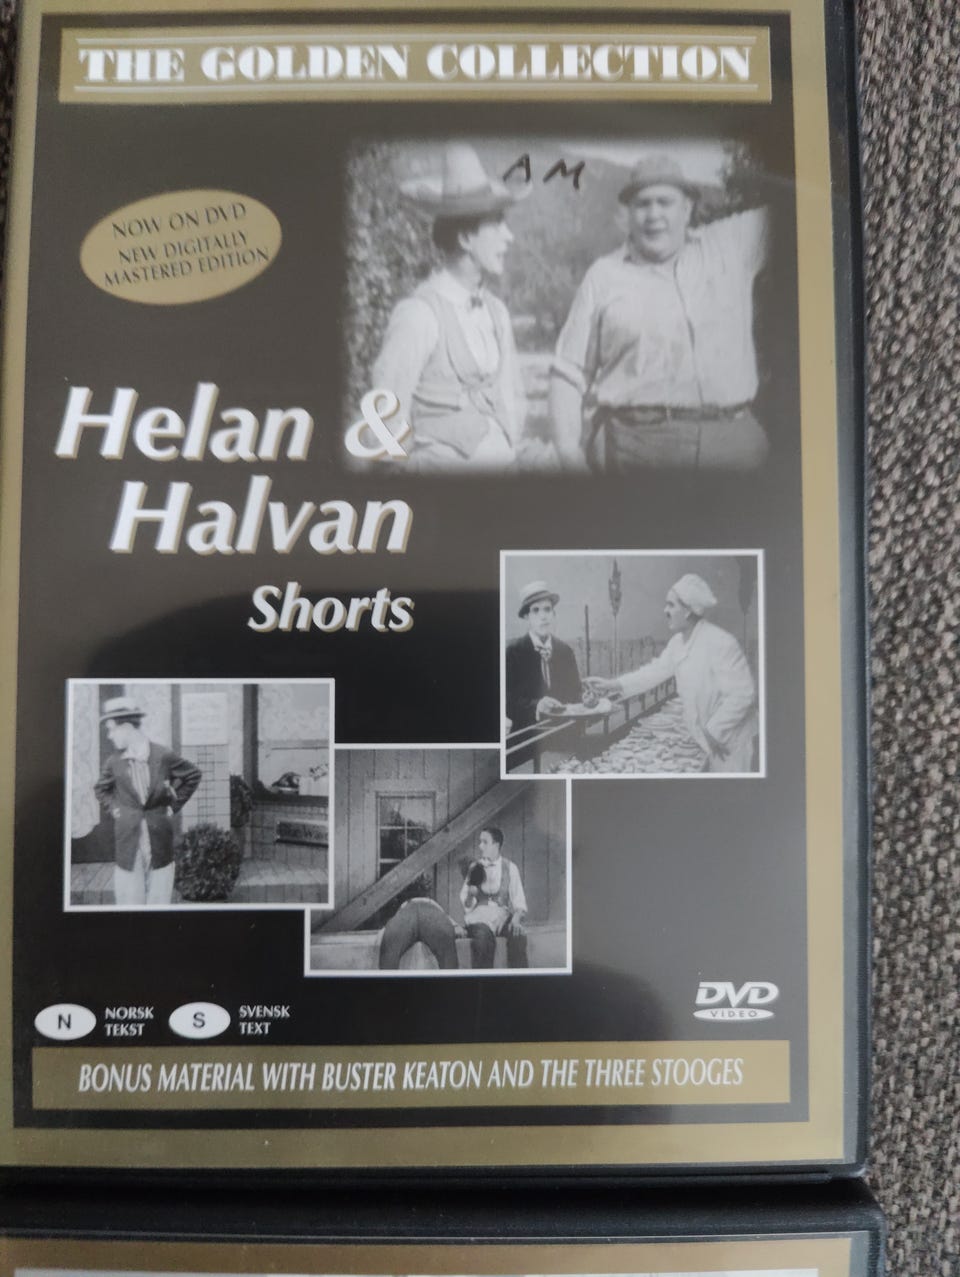 THE GOLDEN COLLECTION
AM
NOW ON DVD
NEW DIGITALLY
MASTERED EDITION
Helan &
Halvan
Shorts
N
NORSK
TEKST
S
SVENSK
TEXT
DVD
VIDEO
BONUS MATERIAL WITH BUSTER KEATON AND THE THREE STOOGES